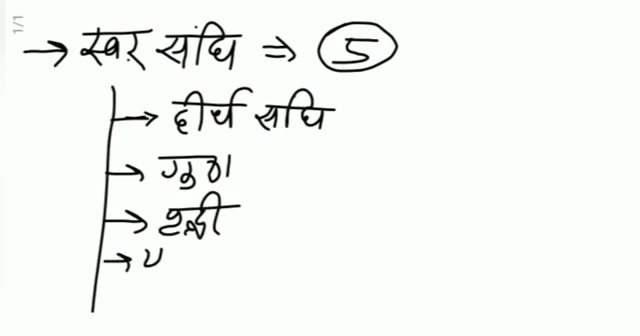 1/1
→ स्वर संधि ⇒ 5
→ दीर्घ संधि
→ गुण
→ वृद्धी
→ य